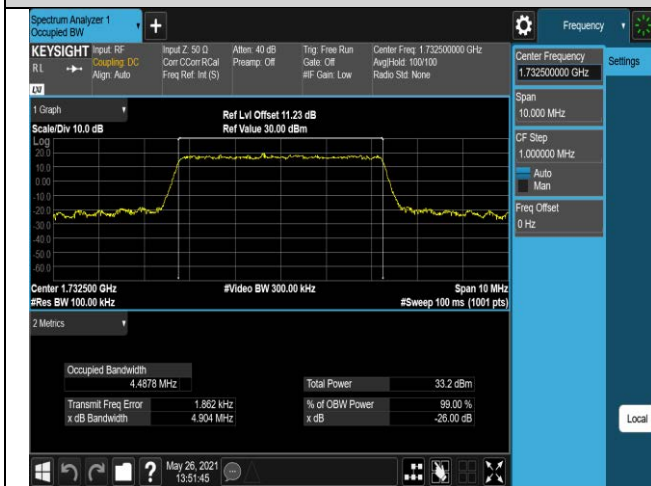 Spectrum Analyzer 1
Occupied BW
+
Frequency
KEYSIGHT
RL
LXI
Input: RF
Coupling: DC
Align: Auto
Input Z: 50 Ω
Corr CCorr RCal
Freq Ref: Int (S)
Atten: 40 dB
Preamp: Off
Trig: Free Run
Gate: Off
#IF Gain: Low
Center Freq: 1.732500000 GHz
Avg|Hold: 100/100
Radio Std: None
Center Frequency
1.732500000 GHz
Settings
Span
10.000 MHz
CF Step
1.000000 MHz
Auto
Man
Freq Offset
0 Hz
1 Graph
Scale/Div 10.0 dB
Ref Lvl Offset 11.23 dB
Ref Value 30.00 dBm
Log
20.0
10.0
0.00
-10.0
-20.0
-30.0
-40.0
-50.0
-60.0
Center 1.732500 GHz
#Video BW 300.00 kHz
Span 10 MHz
#Res BW 100.00 kHz
#Sweep 100 ms (1001 pts)
2 Metrics
Occupied Bandwidth
4.4878 MHz
Total Power 33.2 dBm
Transmit Freq Error 1.862 kHz
% of OBW Power 99.00 %
x dB Bandwidth 4.904 MHz
x dB -26.00 dB
Local
?
May 26, 2021
13:51:45